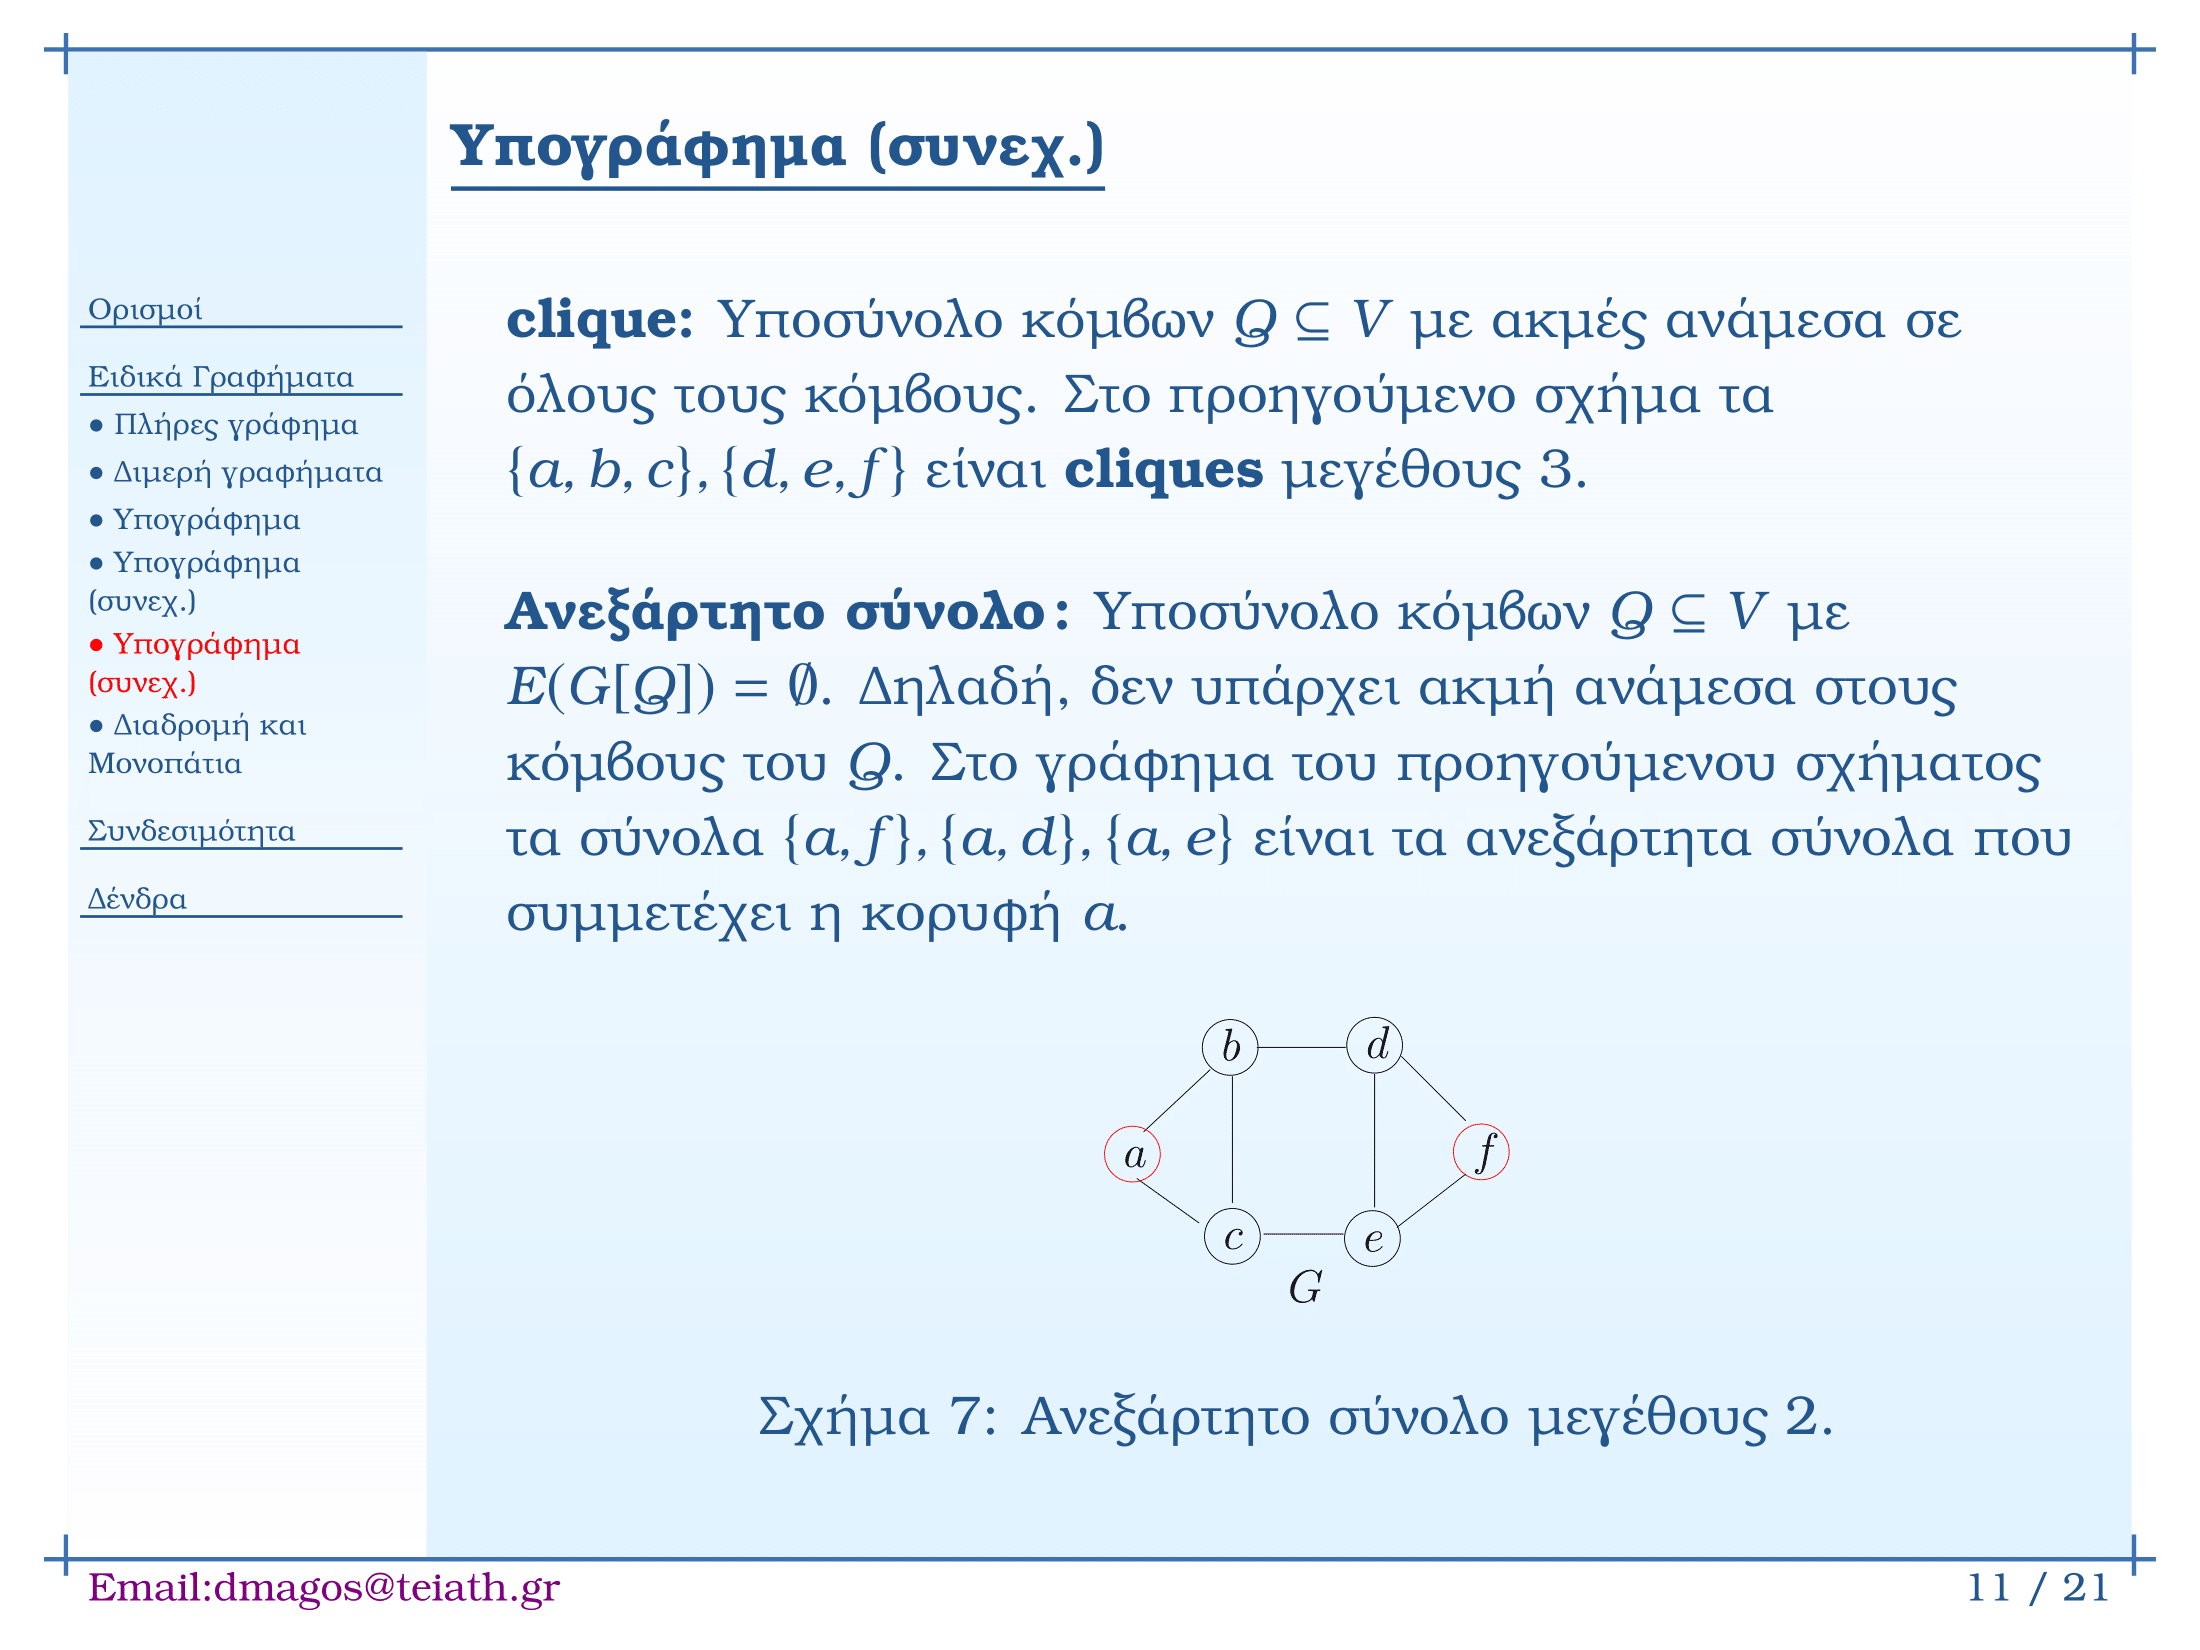 Υπογράφημα (συνεχ.)
Ορισμοί
Ειδικά Γραφήματα
● Πλήρες γράφημα
● Διμερή γραφήματα
● Υπογράφημα
● Υπογράφημα
(συνεχ.)
● Υπογράφημα
(συνεχ.)
● Διαδρομή και
Μονοπάτια
Συνδεσιμότητα
Δένδρα
clique: Υποσύνολο κόμβων Q ⊆ V με ακμές ανάμεσα σε
όλους τους κόμβους. Στο προηγούμενο σχήμα τα
{a, b, c}, {d, e, f} είναι cliques μεγέθους 3.
Ανεξάρτητο σύνολο: Υποσύνολο κόμβων Q ⊆ V με
E(G[Q]) = ∅. Δηλαδή, δεν υπάρχει ακμή ανάμεσα στους
κόμβους του Q. Στο γράφημα του προηγούμενου σχήματος
τα σύνολα {a, f}, {a, d}, {a, e} είναι τα ανεξάρτητα σύνολα που
συμμετέχει η κορυφή a.
b d
a f
c e
G
Σχήμα 7: Ανεξάρτητο σύνολο μεγέθους 2.
Email:dmagos@teiath.gr
11 / 21